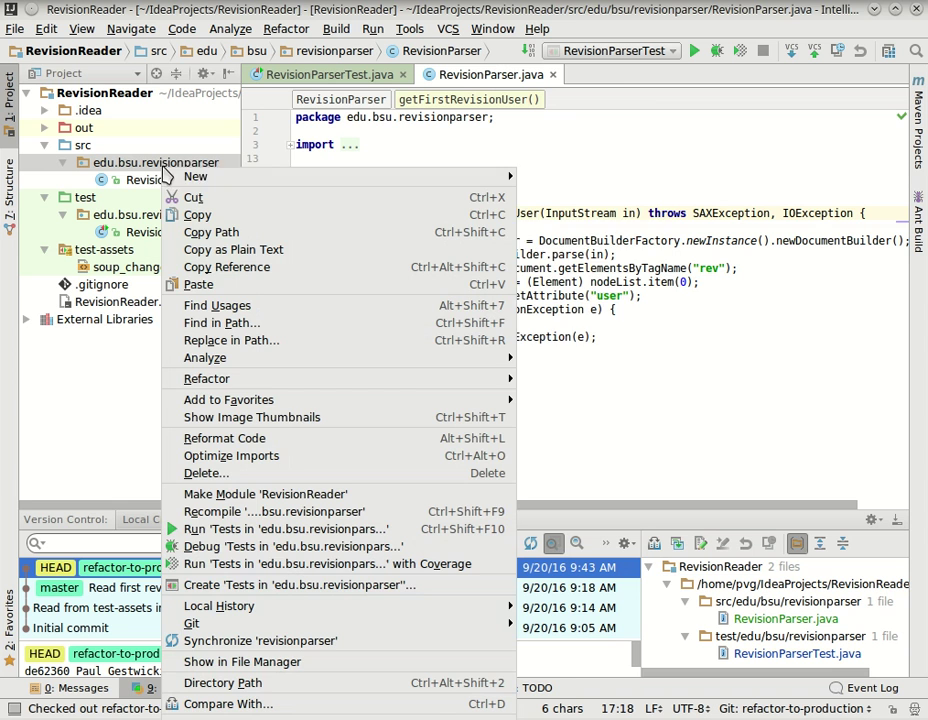 RevisionReader - [~/IdeaProjects/RevisionReader] - [RevisionReader] - ~/IdeaProjects/RevisionReader/src/edu/bsu/revisionparser/RevisionParser.java - Intelli...
File Edit View Navigate Code Analyze Refactor Build Run Tools VCS Window Help
RevisionReader src edu bsu revisionparser RevisionParser RevisionParserTest VCS VCS
Project RevisionParserTest.java RevisionParser.java
1: Project
7: Structure
2: Favorites
Maven Projects
Ant Build
RevisionReader ~/IdeaProjects/
.idea
out
src
edu.bsu.revisionparser
Revisio
test
edu.bsu.revi
Revisio
test-assets
soup_chang
.gitignore
RevisionReader.
External Libraries
RevisionParser getFirstRevisionUser()
1 package edu.bsu.revisionparser;
2
3 import ...
13
User(InputStream in) throws SAXException, IOException {
r = DocumentBuilderFactory.newInstance().newDocumentBuilder();
lder.parse(in);
cument.getElementsByTagName("rev");
= (Element) nodeList.item(0);
etAttribute("user");
onException e) {
xception(e);
New
Cut Ctrl+X
Copy Ctrl+C
Copy Path Ctrl+Shift+C
Copy as Plain Text
Copy Reference Ctrl+Alt+Shift+C
Paste Ctrl+V
Find Usages Alt+Shift+7
Find in Path... Ctrl+Shift+F
Replace in Path... Ctrl+Shift+R
Analyze
Refactor
Add to Favorites
Show Image Thumbnails Ctrl+Shift+T
Reformat Code Alt+Shift+L
Optimize Imports Ctrl+Alt+O
Delete... Delete
Make Module 'RevisionReader'
Recompile '....bsu.revisionparser' Ctrl+Shift+F9
Run 'Tests in 'edu.bsu.revisionpars...' Ctrl+Shift+F10
Debug 'Tests in 'edu.bsu.revisionpars...'
Run 'Tests in 'edu.bsu.revisionpars...' with Coverage
Create 'Tests in 'edu.bsu.revisionparser''...
Local History
Git
Synchronize 'revisionparser'
Show in File Manager
Directory Path Ctrl+Alt+Shift+2
Compare With... Ctrl+D
Version Control: Local C
HEAD refactor-to-pro 9/20/16 9:43 AM
master Read first rev 9/20/16 9:18 AM
Read from test-assets i 9/20/16 9:14 AM
Initial commit 9/20/16 9:05 AM
HEAD refactor-to-prod
de62360 Paul Gestwick
RevisionReader 2 files
/home/pvg/IdeaProjects/RevisionReade
src/edu/bsu/revisionparser 1 file
RevisionParser.java
test/edu/bsu/revisionparser 1 file
RevisionParserTest.java
0: Messages 9: TODO Event Log
Checked out refactor-to- 6 chars 17:18 LF÷ UTF-8÷ Git: refactor-to-production÷